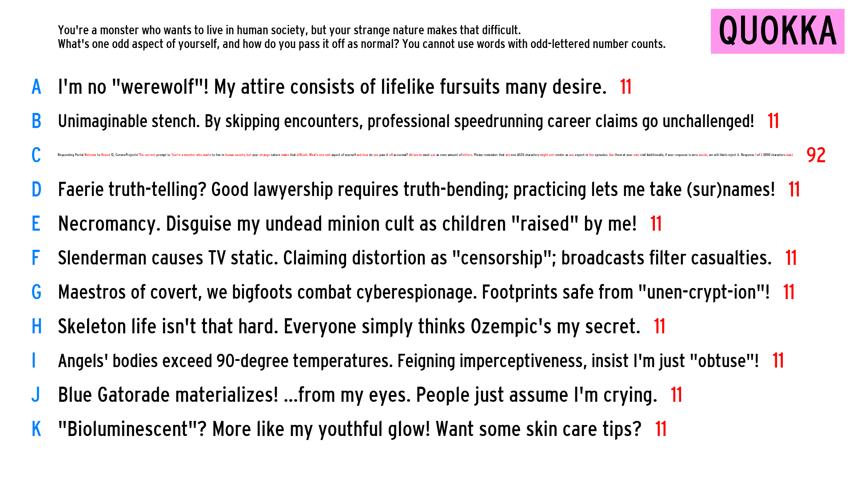 You're a monster who wants to live in human society, but your strange nature makes that difficult.
What's one odd aspect of yourself, and how do you pass it off as normal? You cannot use words with odd-lettered number counts.
QUOKKA
A I'm no "werewolf"! My attire consists of lifelike fursuits many desire. 11
B Unimaginable stench. By skipping encounters, professional speedrunning career claims go unchallenged! 11
C 92
D Faerie truth-telling? Good lawyership requires truth-bending; practicing lets me take (sur)names! 11
E Necromancy. Disguise my undead minion cult as children "raised" by me! 11
F Slenderman causes TV static. Claiming distortion as "censorship"; broadcasts filter casualties. 11
G Maestros of covert, we bigfoots combat cyberespionage. Footprints safe from "unen-crypt-ion"! 11
H Skeleton life isn't that hard. Everyone simply thinks Ozempic's my secret. 11
I Angels' bodies exceed 90-degree temperatures. Feigning imperceptiveness, insist I'm just "obtuse"! 11
J Blue Gatorade materializes! ...from my eyes. People just assume I'm crying. 11
K "Bioluminescent"? More like my youthful glow! Want some skin care tips? 11